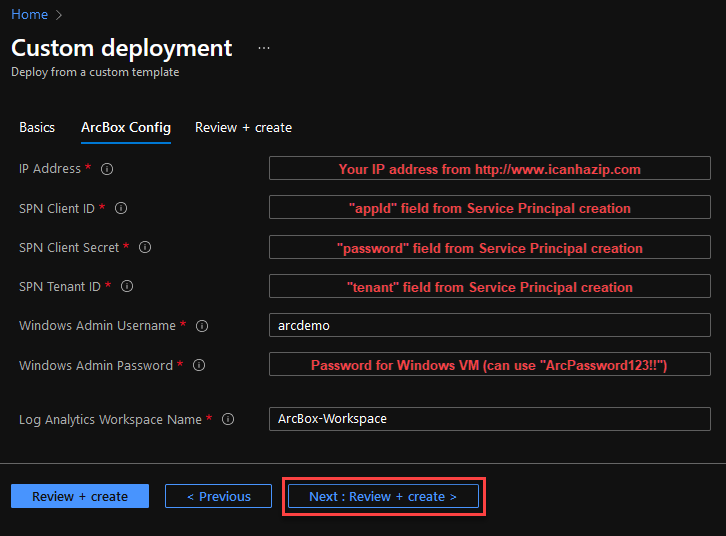 Home >
Custom deployment ...
Deploy from a custom template
Basics ArcBox Config Review + create
IP Address * Your IP address from http://www.icanhazip.com
SPN Client ID * "appId" field from Service Principal creation
SPN Client Secret * "password" field from Service Principal creation
SPN Tenant ID * "tenant" field from Service Principal creation
Windows Admin Username * arcdemo
Windows Admin Password * Password for Windows VM (can use "ArcPassword123!!")
Log Analytics Workspace Name * ArcBox-Workspace
Review + create < Previous Next : Review + create >